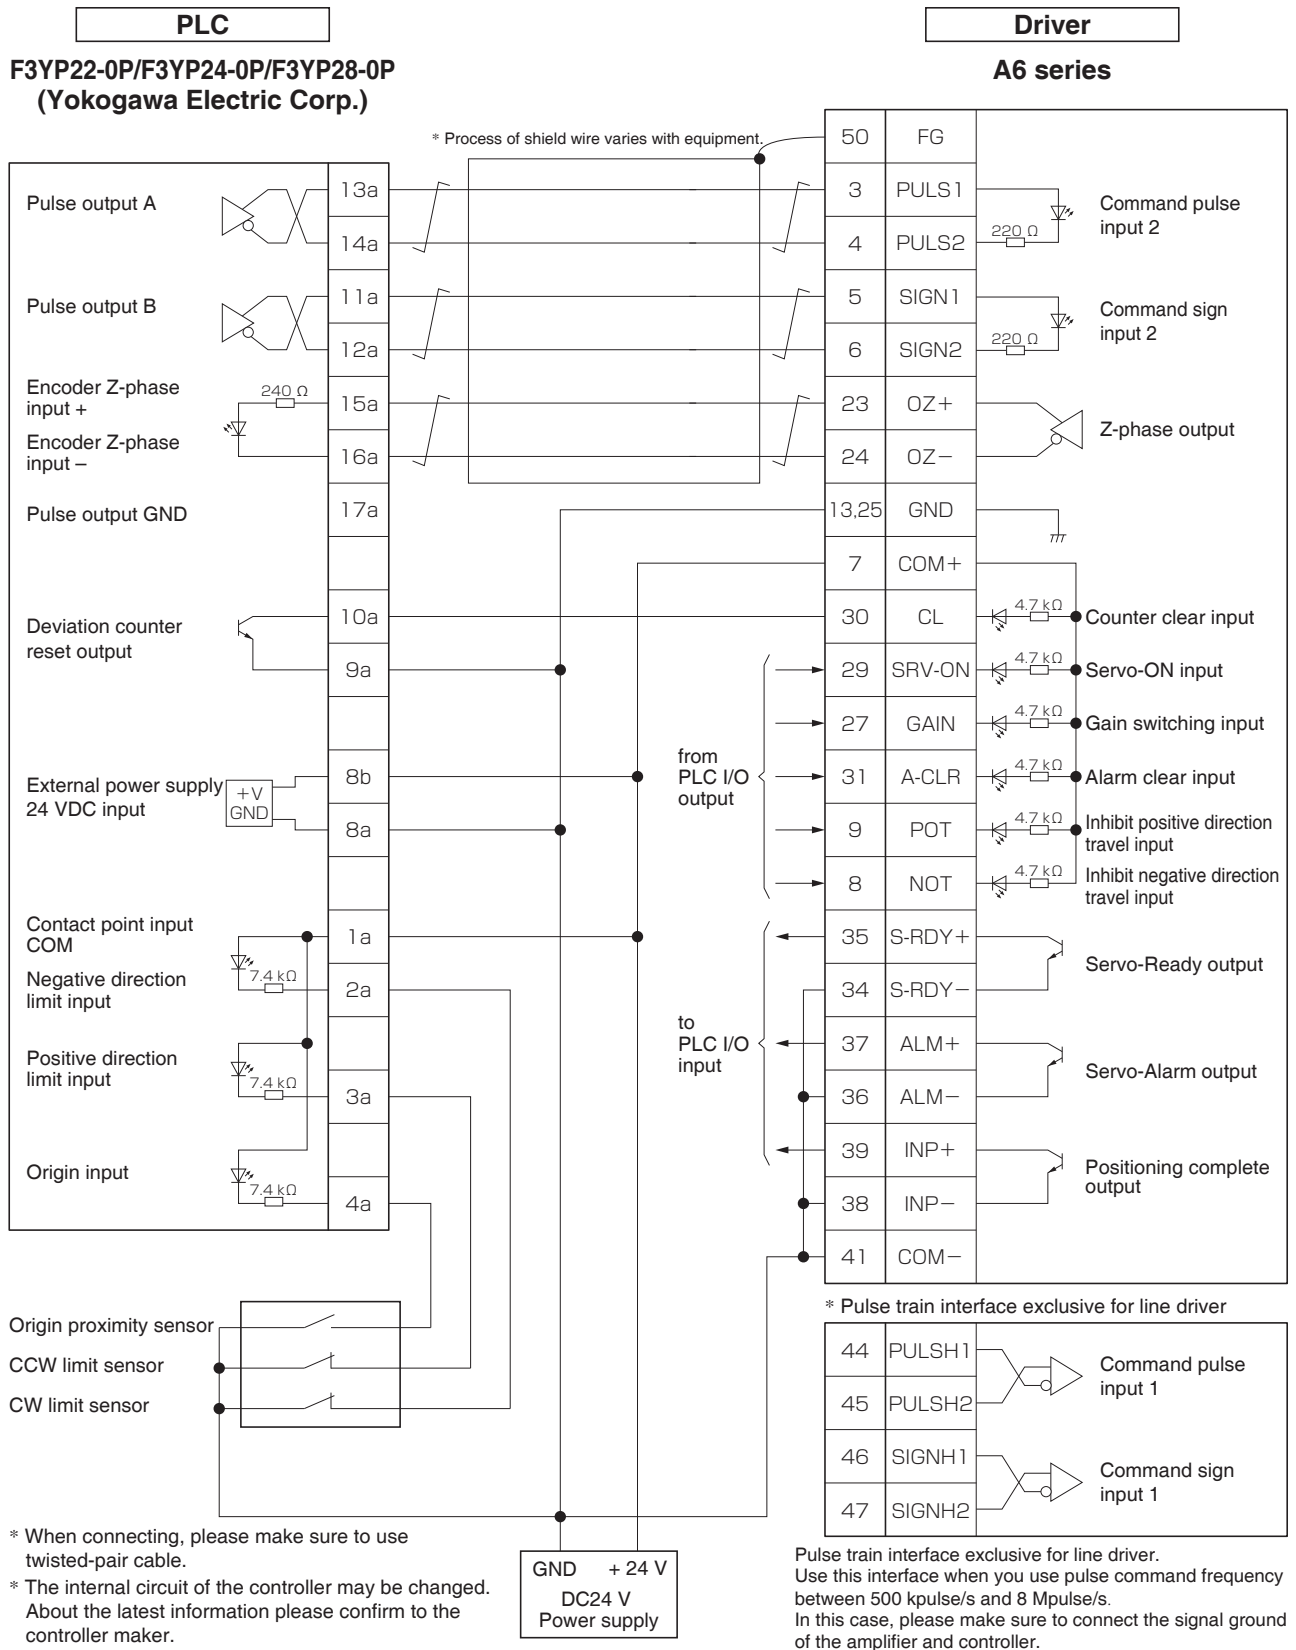 PLC
F3YP22-0P/F3YP24-0P/F3YP28-0P
(Yokogawa Electric Corp.)
Driver
A6 series
* Process of shield wire varies with equipment.
Pulse output A
13a
14a
Pulse output B
11a
12a
Encoder Z-phase
input +
240 Ω
15a
Encoder Z-phase
input –
16a
Pulse output GND
17a
Deviation counter
reset output
10a
9a
External power supply
24 VDC input
+V
GND
8b
8a
Contact point input
COM
1a
Negative direction
limit input
7.4 kΩ
2a
Positive direction
limit input
7.4 kΩ
3a
Origin input
7.4 kΩ
4a
Origin proximity sensor
CCW limit sensor
CW limit sensor
* When connecting, please make sure to use
twisted-pair cable.
* The internal circuit of the controller may be changed.
About the latest information please confirm to the
controller maker.
GND + 24 V
DC24 V
Power supply
from
PLC I/O
output
to
PLC I/O
input
50 FG
3 PULS1
4 PULS2
220 Ω
Command pulse
input 2
5 SIGN1
6 SIGN2
220 Ω
Command sign
input 2
23 OZ+
24 OZ−
Z-phase output
13,25 GND
7 COM+
30 CL 4.7 kΩ Counter clear input
29 SRV-ON 4.7 kΩ Servo-ON input
27 GAIN 4.7 kΩ Gain switching input
31 A-CLR 4.7 kΩ Alarm clear input
9 POT 4.7 kΩ Inhibit positive direction
travel input
8 NOT 4.7 kΩ Inhibit negative direction
travel input
35 S-RDY+
34 S-RDY−
Servo-Ready output
37 ALM+
36 ALM−
Servo-Alarm output
39 INP+
38 INP−
Positioning complete
output
41 COM−
* Pulse train interface exclusive for line driver
44 PULSH1
45 PULSH2
Command pulse
input 1
46 SIGNH1
47 SIGNH2
Command sign
input 1
Pulse train interface exclusive for line driver.
Use this interface when you use pulse command frequency
between 500 kpulse/s and 8 Mpulse/s.
In this case, please make sure to connect the signal ground
of the amplifier and controller.